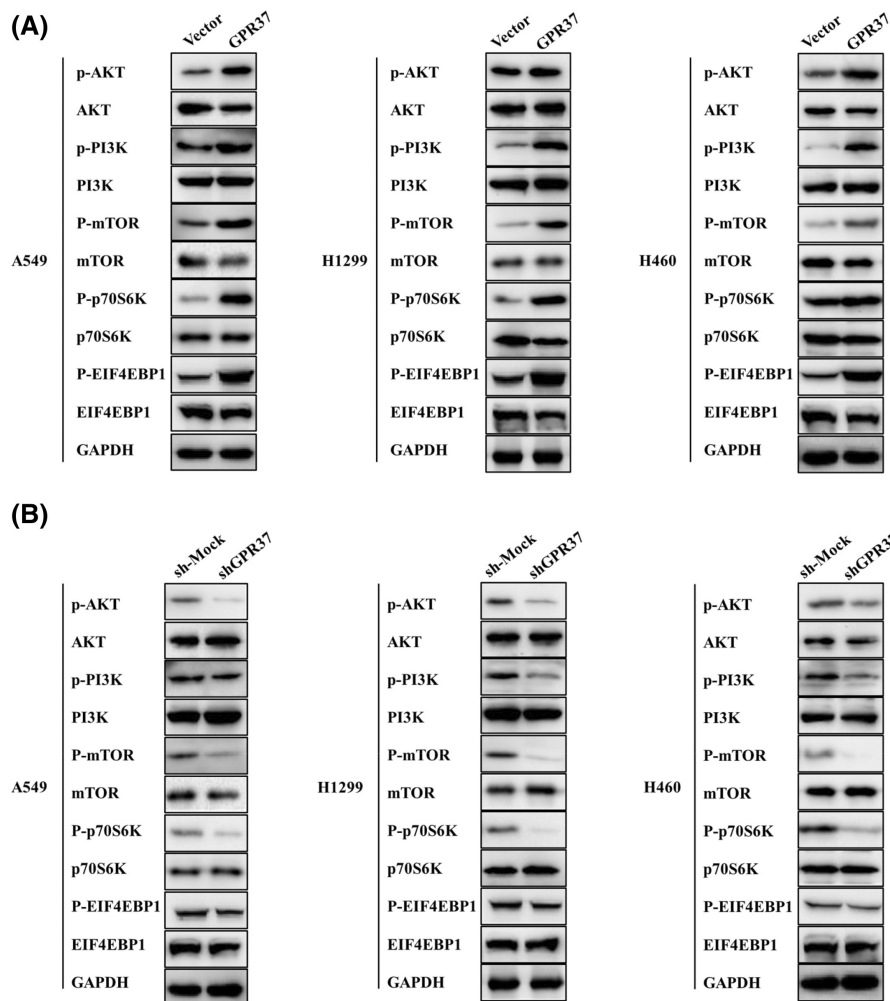 (A)
Vector GPR37 Vector GPR37 Vector GPR37
p-AKT p-AKT p-AKT
AKT AKT AKT
p-PI3K p-PI3K p-PI3K
PI3K PI3K PI3K
P-mTOR P-mTOR P-mTOR
A549 mTOR H1299 mTOR H460 mTOR
P-p70S6K P-p70S6K P-p70S6K
p70S6K p70S6K p70S6K
P-EIF4EBP1 P-EIF4EBP1 P-EIF4EBP1
EIF4EBP1 EIF4EBP1 EIF4EBP1
GAPDH GAPDH GAPDH
(B)
sh-Mock shGPR37 sh-Mock shGPR37 sh-Mock shGPR37
p-AKT p-AKT p-AKT
AKT AKT AKT
p-PI3K p-PI3K p-PI3K
PI3K PI3K PI3K
P-mTOR P-mTOR P-mTOR
A549 mTOR H1299 mTOR H460 mTOR
P-p70S6K P-p70S6K P-p70S6K
p70S6K p70S6K p70S6K
P-EIF4EBP1 P-EIF4EBP1 P-EIF4EBP1
EIF4EBP1 EIF4EBP1 EIF4EBP1
GAPDH GAPDH GAPDH